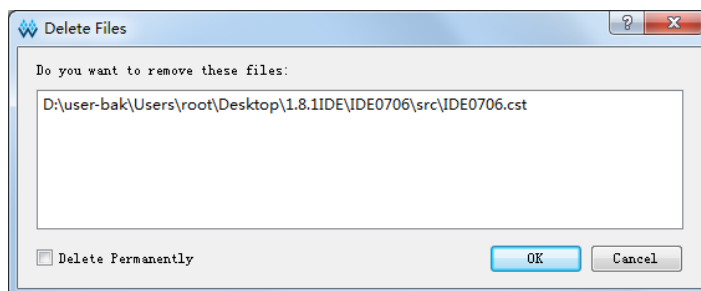 Delete Files
Do you want to remove these files:
D:\user-bak\Users\root\Desktop\1.8.1IDE\IDE0706\src\IDE0706.cst
Delete Permanently
OK
Cancel